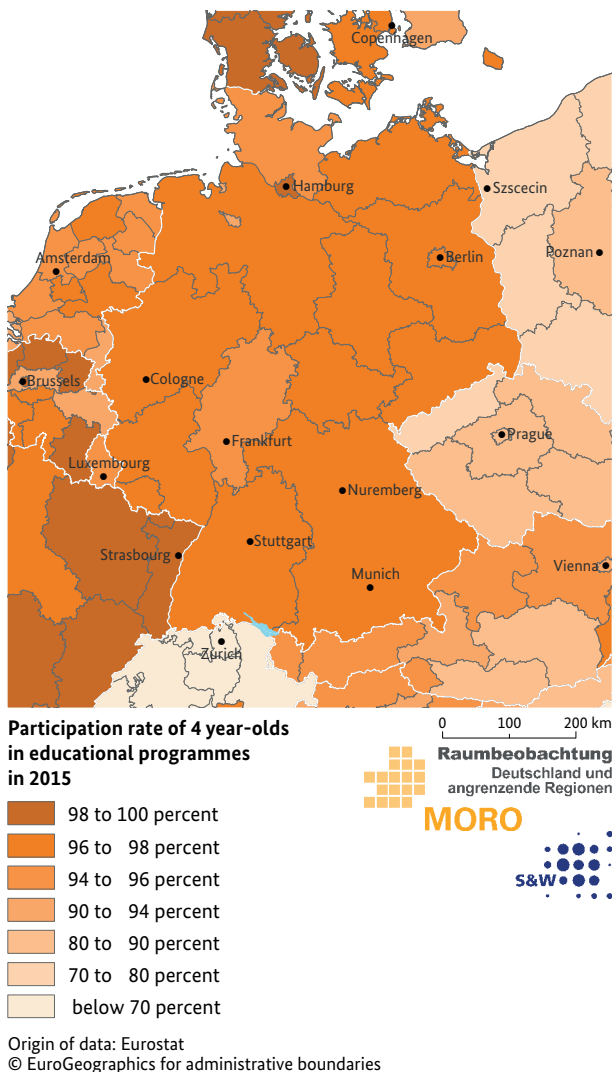 Copenhagen
Hamburg
Szscecin
Amsterdam
Berlin
Poznan
Brussels
Cologne
Frankfurt
Prague
Luxembourg
Nuremberg
Strasbourg
Stuttgart
Vienna
Munich
Zürich
Participation rate of 4 year-olds
in educational programmes
in 2015
0 100 200 km
Raumbeobachtung
Deutschland und
angrenzende Regionen
MORO
S&W
98 to 100 percent
96 to 98 percent
94 to 96 percent
90 to 94 percent
80 to 90 percent
70 to 80 percent
below 70 percent
Origin of data: Eurostat
© EuroGeographics for administrative boundaries